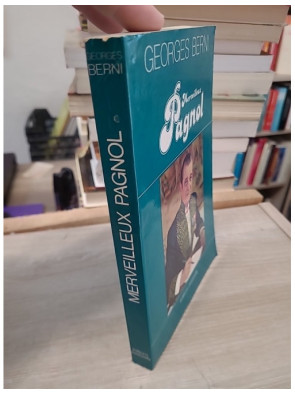 GEORGES
BERNI
MERVEILLEUX PAGNOL
GEORGES BERNI
Merveilleux
Pagnol